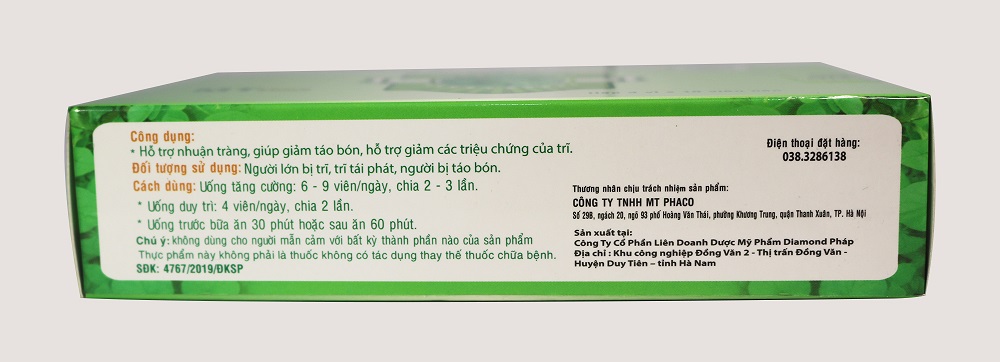 Công dụng:
* Hỗ trợ nhuận tràng, giúp giảm táo bón, hỗ trợ giảm các triệu chứng của trĩ.
Đối tượng sử dụng: Người lớn bị trĩ, trĩ tái phát, người bị táo bón.
Cách dùng: Uống tăng cường: 6 - 9 viên/ngày, chia 2 - 3 lần.
* Uống duy trì: 4 viên/ngày, chia 2 lần.
* Uống trước bữa ăn 30 phút hoặc sau ăn 60 phút.
Chú ý: không dùng cho người mẫn cảm với bất kỳ thành phần nào của sản phẩm
Thực phẩm này không phải là thuốc không có tác dụng thay thế thuốc chữa bệnh.
SĐK: 4767/2019/ĐKSP
Điện thoại đặt hàng:
038.3286138
Thương nhân chịu trách nhiệm sản phẩm:
CÔNG TY TNHH MT PHACO
Số 29B, ngách 20, ngõ 93 phố Hoàng Văn Thái, phường Khương Trung, quận Thanh Xuân, TP. Hà Nội
Sản xuất tại:
Công Ty Cổ Phần Liên Doanh Dược Mỹ Phẩm Diamond Pháp
Địa chỉ : Khu công nghiệp Đồng Văn 2 - Thị trấn Đồng Văn -
Huyện Duy Tiên – tỉnh Hà Nam